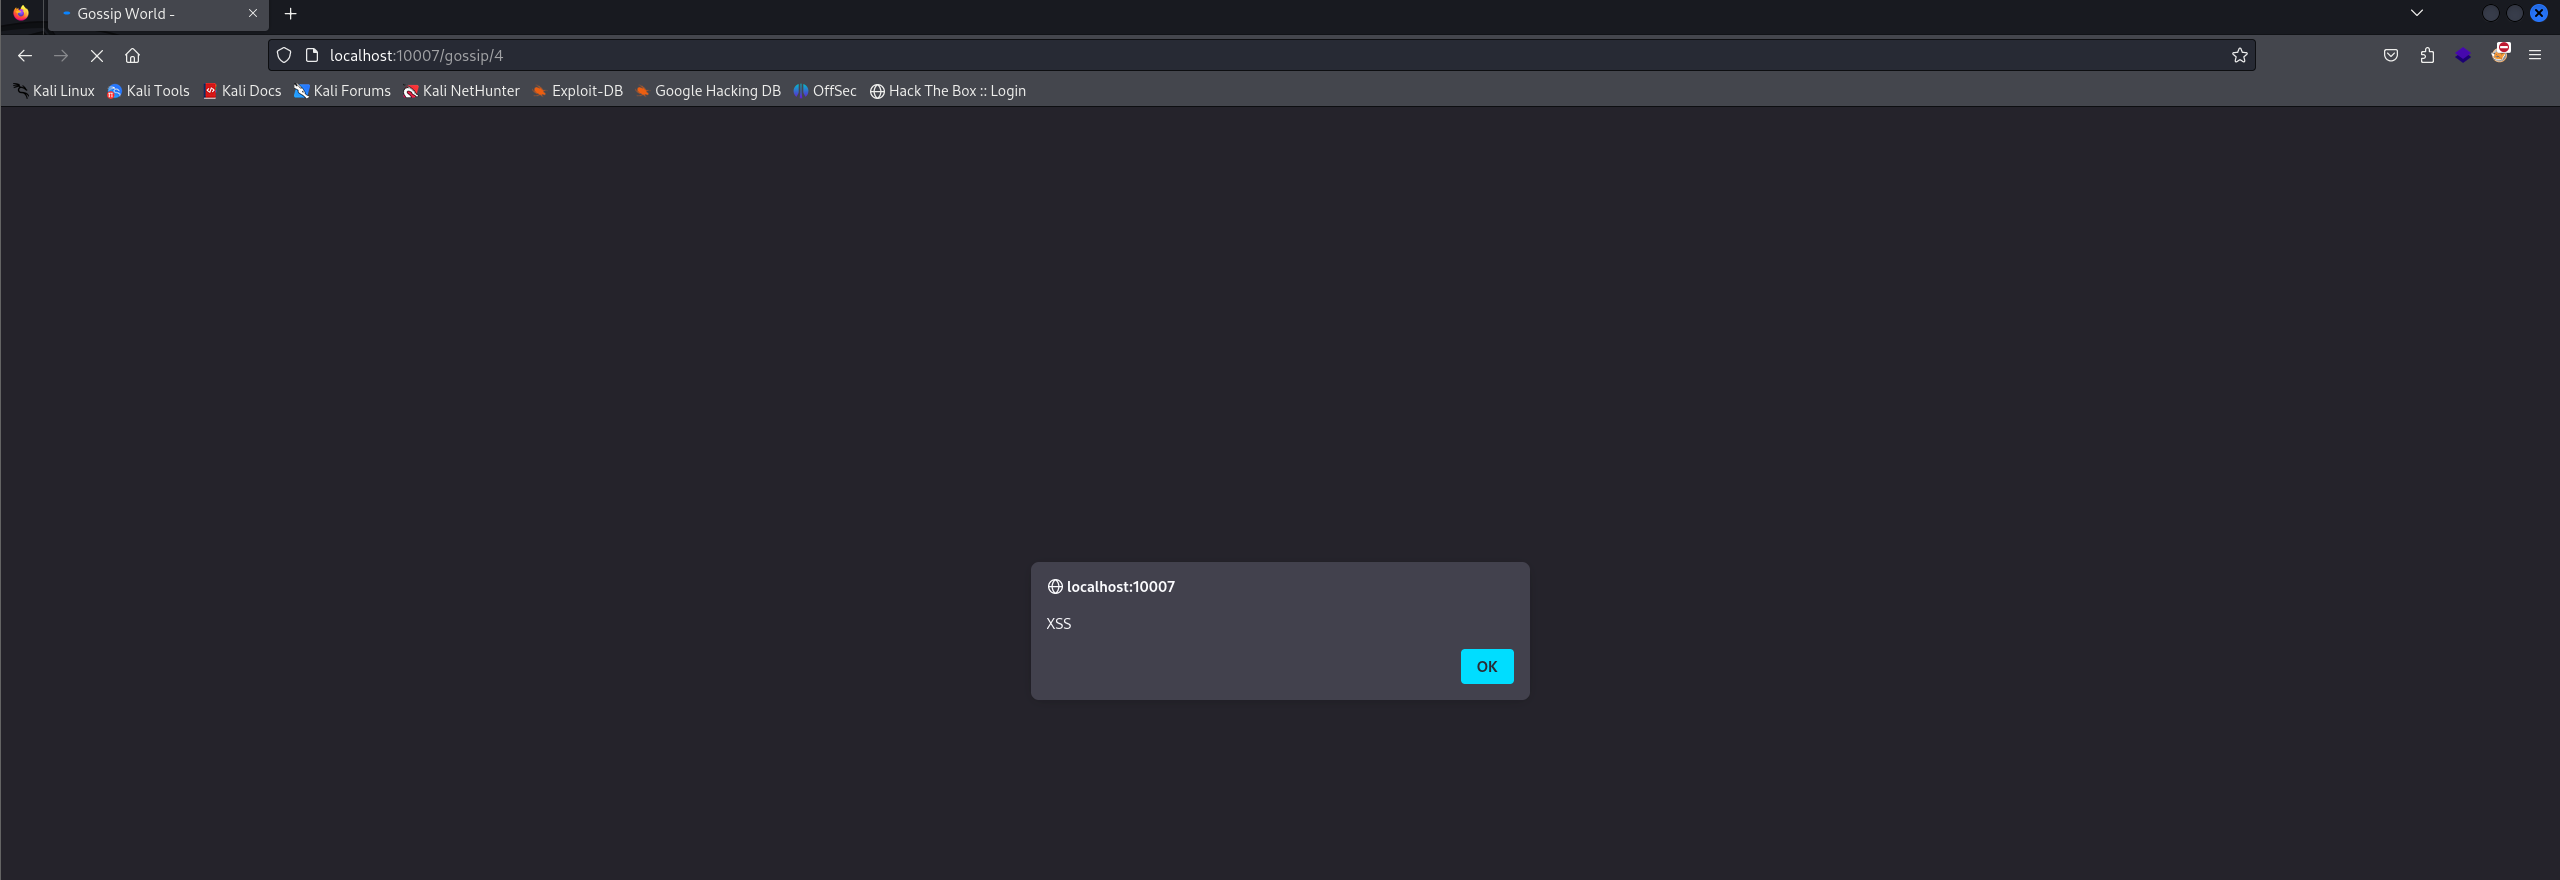 Gossip World -
localhost:10007/gossip/4
Kali Linux Kali Tools Kali Docs Kali Forums Kali NetHunter Exploit-DB Google Hacking DB OffSec Hack The Box :: Login
localhost:10007
XSS
OK